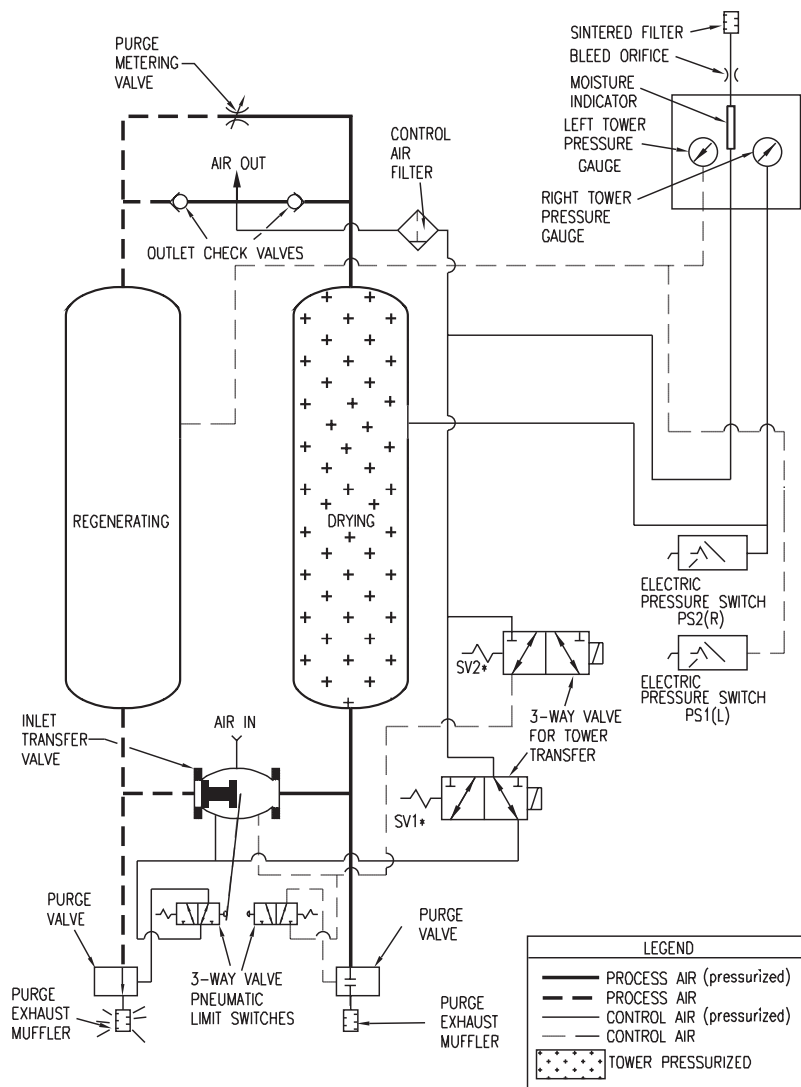 PURGE
METERING
VALVE
SINTERED FILTER
BLEED ORIFICE
MOISTURE
INDICATOR
LEFT TOWER
PRESSURE
GAUGE
RIGHT TOWER
PRESSURE
GAUGE
CONTROL
AIR
FILTER
AIR OUT
OUTLET CHECK VALVES
REGENERATING
DRYING
ELECTRIC
PRESSURE SWITCH
PS2(R)
ELECTRIC
PRESSURE SWITCH
PS1(L)
SV2*
3-WAY VALVE
FOR TOWER
TRANSFER
SV1*
INLET
TRANSFER
VALVE
AIR IN
PURGE
VALVE
PURGE
EXHAUST
MUFFLER
3-WAY VALVE
PNEUMATIC
LIMIT SWITCHES
PURGE
VALVE
PURGE
EXHAUST
MUFFLER
LEGEND
PROCESS AIR (pressurized)
PROCESS AIR
CONTROL AIR (pressurized)
CONTROL AIR
TOWER PRESSURIZED